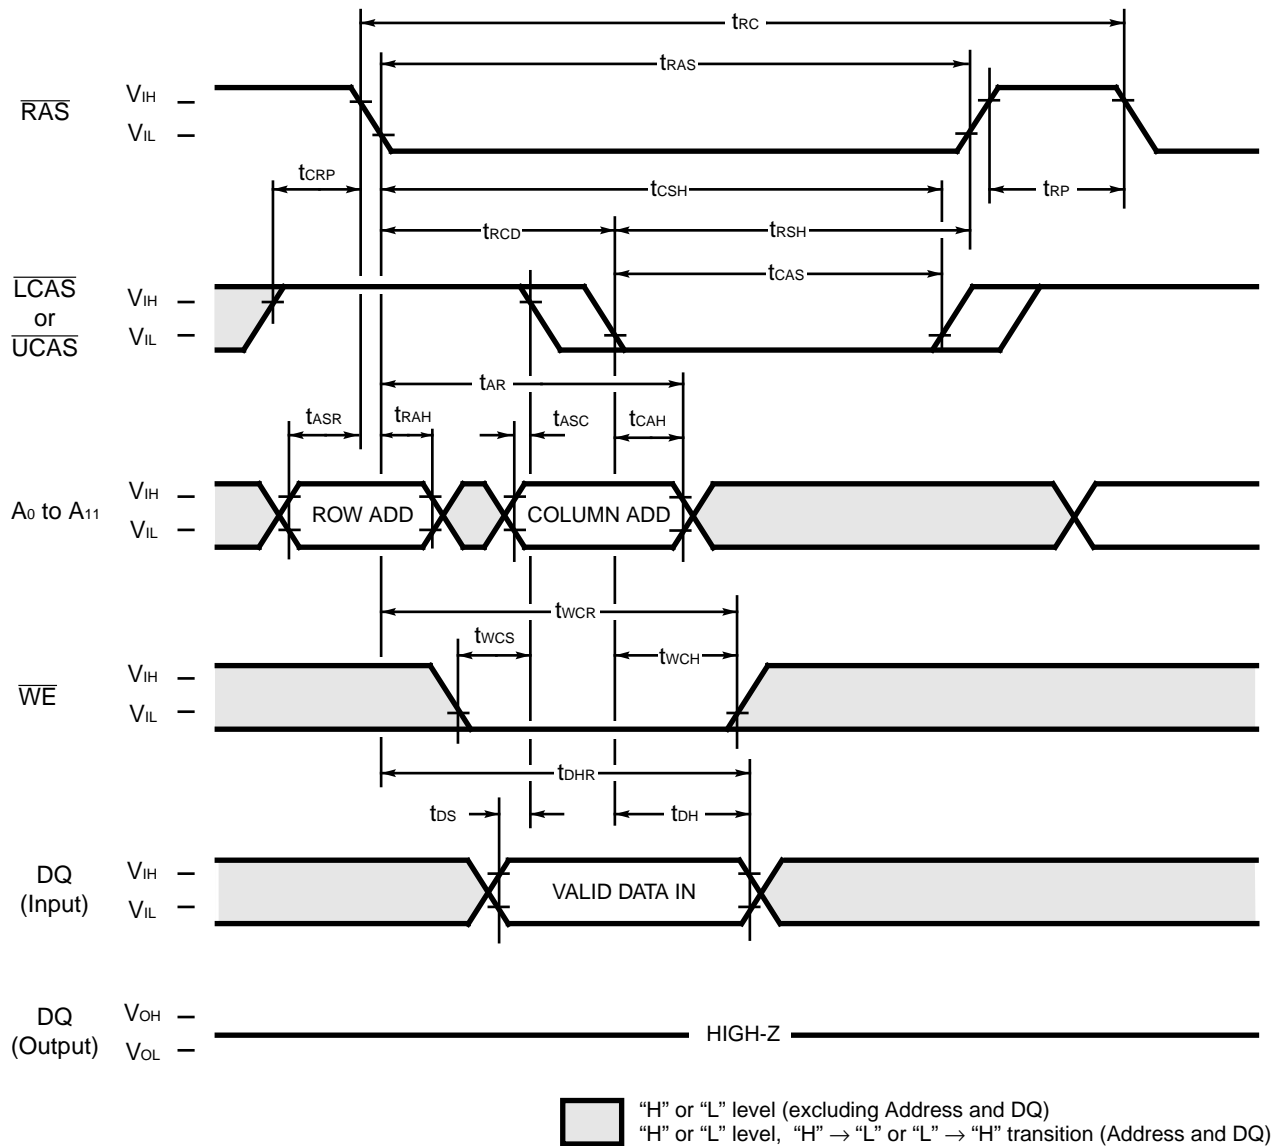 tRC
tRAS
RAS
VIH
VIL
tCRP
tCSH
tRP
tRCD
tRSH
tCAS
LCAS
or
UCAS
VIH
VIL
tAR
tASR
tRAH
tASC
tCAH
A0 to A11
VIH
VIL
ROW ADD
COLUMN ADD
tWCR
tWCS
tWCH
WE
VIH
VIL
tDHR
tDS
tDH
DQ
(Input)
VIH
VIL
VALID DATA IN
DQ
(Output)
VOH
VOL
HIGH-Z
“H” or “L” level (excluding Address and DQ)
“H” or “L” level, “H” → “L” or “L” → “H” transition (Address and DQ)